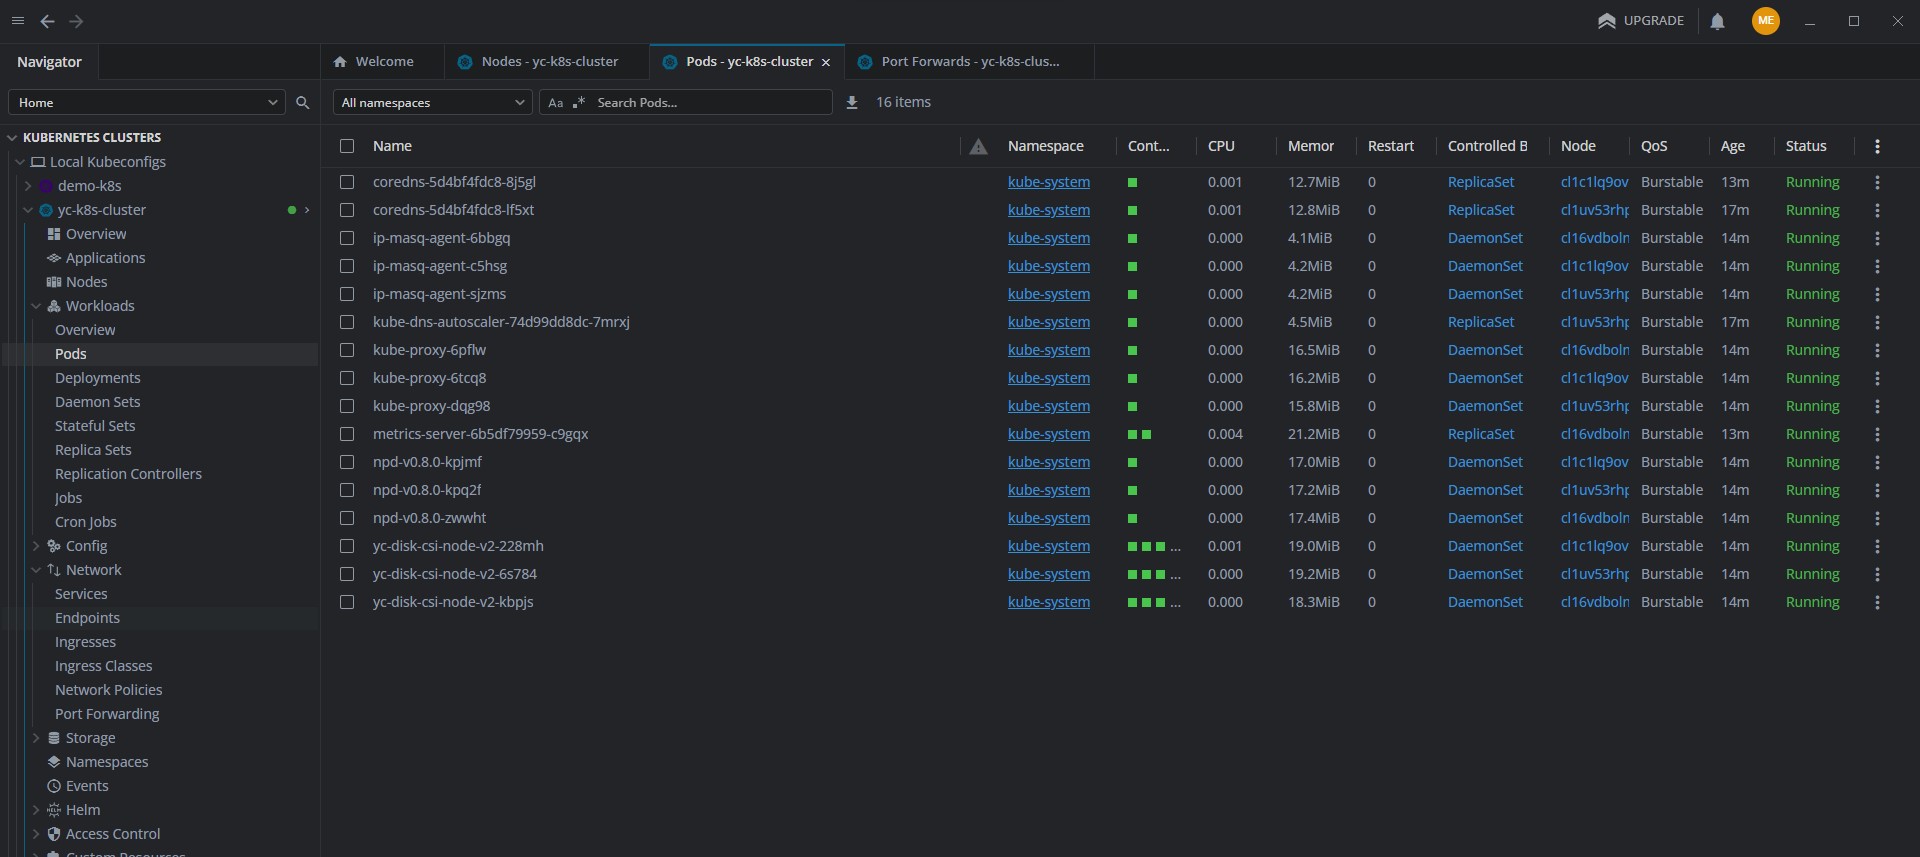 UPGRADE
ME
Navigator
Welcome
Nodes - yc-k8s-cluster
Pods - yc-k8s-cluster
Port Forwards - yc-k8s-clus...
Home
All namespaces
Aa .* Search Pods...
16 items
KUBERNETES CLUSTERS
Local Kubeconfigs
demo-k8s
yc-k8s-cluster
Overview
Applications
Nodes
Workloads
Overview
Pods
Deployments
Daemon Sets
Stateful Sets
Replica Sets
Replication Controllers
Jobs
Cron Jobs
Config
Network
Services
Endpoints
Ingresses
Ingress Classes
Network Policies
Port Forwarding
Storage
Namespaces
Events
Helm
Access Control
Custom Resources
Name Namespace Cont... CPU Memor Restart Controlled B Node QoS Age Status
coredns-5d4bf4fdc8-8j5gl kube-system 0.001 12.7MiB 0 ReplicaSet cl1c1lq9ov Burstable 13m Running
coredns-5d4bf4fdc8-lf5xt kube-system 0.001 12.8MiB 0 ReplicaSet cl1uv53rhp Burstable 17m Running
ip-masq-agent-6bbgq kube-system 0.000 4.1MiB 0 DaemonSet cl16vdboln Burstable 14m Running
ip-masq-agent-c5hsg kube-system 0.000 4.2MiB 0 DaemonSet cl1c1lq9ov Burstable 14m Running
ip-masq-agent-sjzms kube-system 0.000 4.2MiB 0 DaemonSet cl1uv53rhp Burstable 14m Running
kube-dns-autoscaler-74d99dd8dc-7mrxj kube-system 0.000 4.5MiB 0 ReplicaSet cl1uv53rhp Burstable 17m Running
kube-proxy-6pflw kube-system 0.000 16.5MiB 0 DaemonSet cl16vdboln Burstable 14m Running
kube-proxy-6tcq8 kube-system 0.000 16.2MiB 0 DaemonSet cl1c1lq9ov Burstable 14m Running
kube-proxy-dqg98 kube-system 0.000 15.8MiB 0 DaemonSet cl1uv53rhp Burstable 14m Running
metrics-server-6b5df79959-c9gqx kube-system 0.004 21.2MiB 0 ReplicaSet cl16vdboln Burstable 13m Running
npd-v0.8.0-kpjmf kube-system 0.000 17.0MiB 0 DaemonSet cl1c1lq9ov Burstable 14m Running
npd-v0.8.0-kpq2f kube-system 0.000 17.2MiB 0 DaemonSet cl1uv53rhp Burstable 14m Running
npd-v0.8.0-zwwht kube-system 0.000 17.4MiB 0 DaemonSet cl16vdboln Burstable 14m Running
yc-disk-csi-node-v2-228mh kube-system ... 0.001 19.0MiB 0 DaemonSet cl1c1lq9ov Burstable 14m Running
yc-disk-csi-node-v2-6s784 kube-system ... 0.000 19.2MiB 0 DaemonSet cl1uv53rhp Burstable 14m Running
yc-disk-csi-node-v2-kbpjs kube-system ... 0.000 18.3MiB 0 DaemonSet cl16vdboln Burstable 14m Running